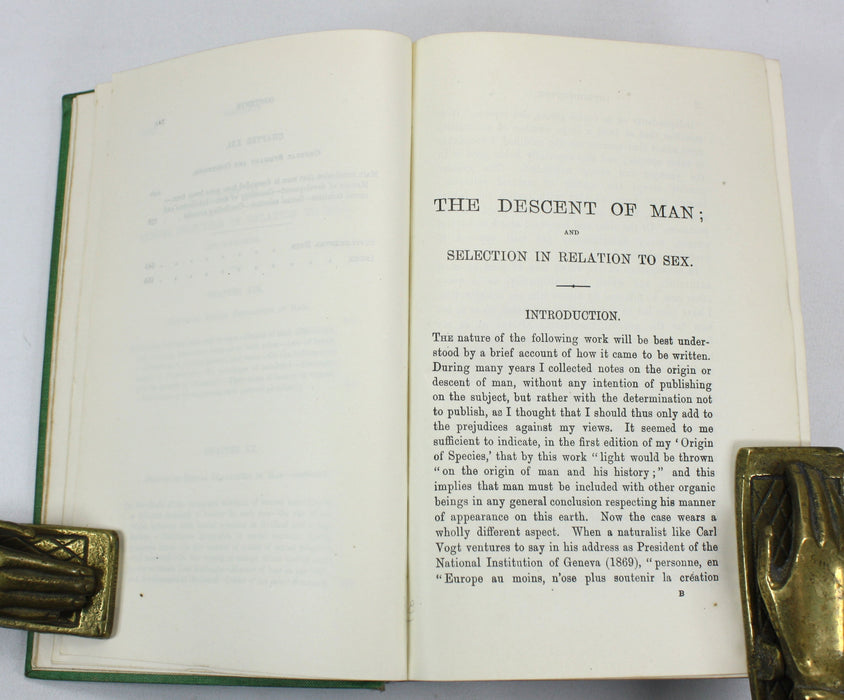 THE DESCENT OF MAN;
AND
SELECTION IN RELATION TO SEX.
INTRODUCTION.
THE nature of the following work will be best under-
stood by a brief account of how it came to be written.
During many years I collected notes on the origin or
descent of man, without any intention of publishing
on the subject, but rather with the determination not
to publish, as I thought that I should thus only add to
the prejudices against my views. It seemed to me
sufficient to indicate, in the first edition of my ‘Origin
of Species,’ that by this work “light would be thrown
“on the origin of man and his history;” and this
implies that man must be included with other organic
beings in any general conclusion respecting his manner
of appearance on this earth. Now the case wears a
wholly different aspect. When a naturalist like Carl
Vogt ventures to say in his address as President of the
National Institution of Geneva (1869), “personne, en
“Europe au moins, n'ose plus soutenir la création
B